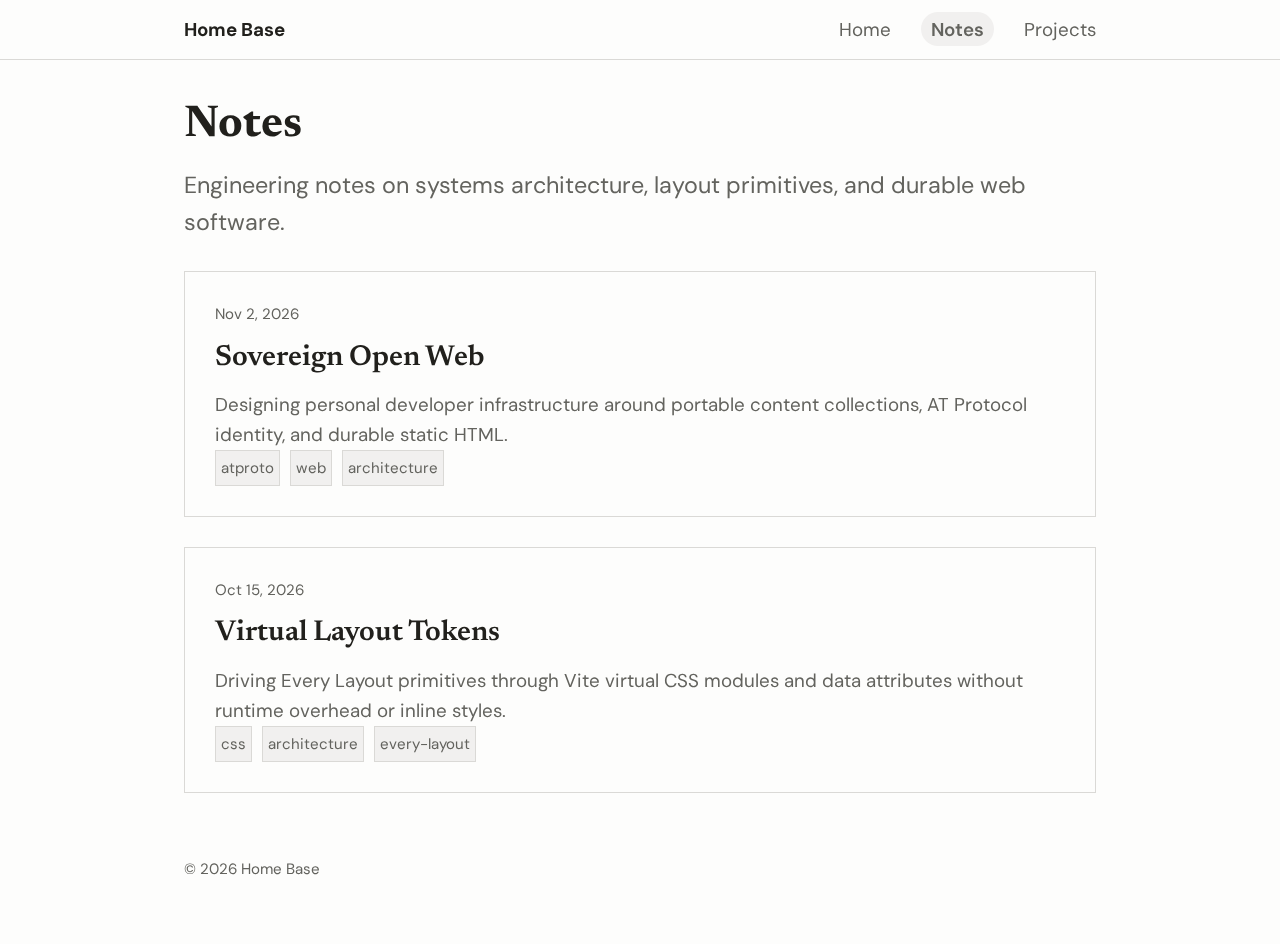 Home Base
Home
Notes
Projects
Notes
Engineering notes on systems architecture, layout primitives, and durable web
software.
Nov 2, 2026
Sovereign Open Web
Designing personal developer infrastructure around portable content collections, AT Protocol
identity, and durable static HTML.
atproto
web
architecture
Oct 15, 2026
Virtual Layout Tokens
Driving Every Layout primitives through Vite virtual CSS modules and data attributes without
runtime overhead or inline styles.
css
architecture
every-layout
© 2026 Home Base